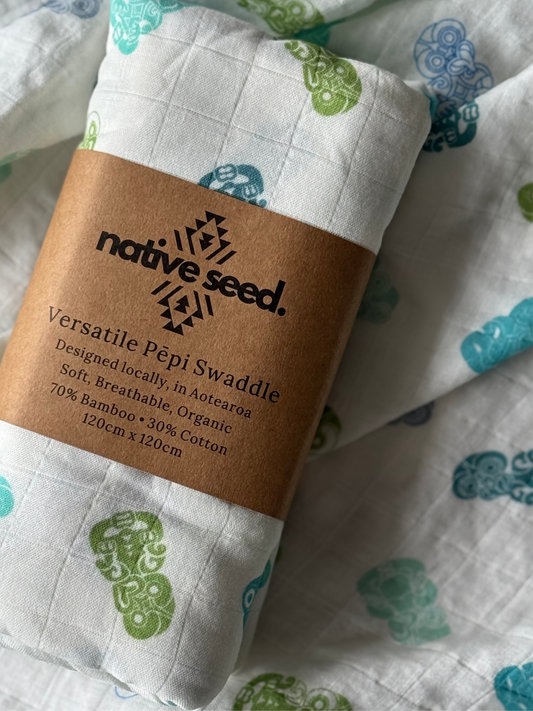 native seed.
Versatile Pēpi Swaddle
Designed locally, in Aotearoa
Soft, Breathable, Organic
70% Bamboo • 30% Cotton
120cm x 120cm